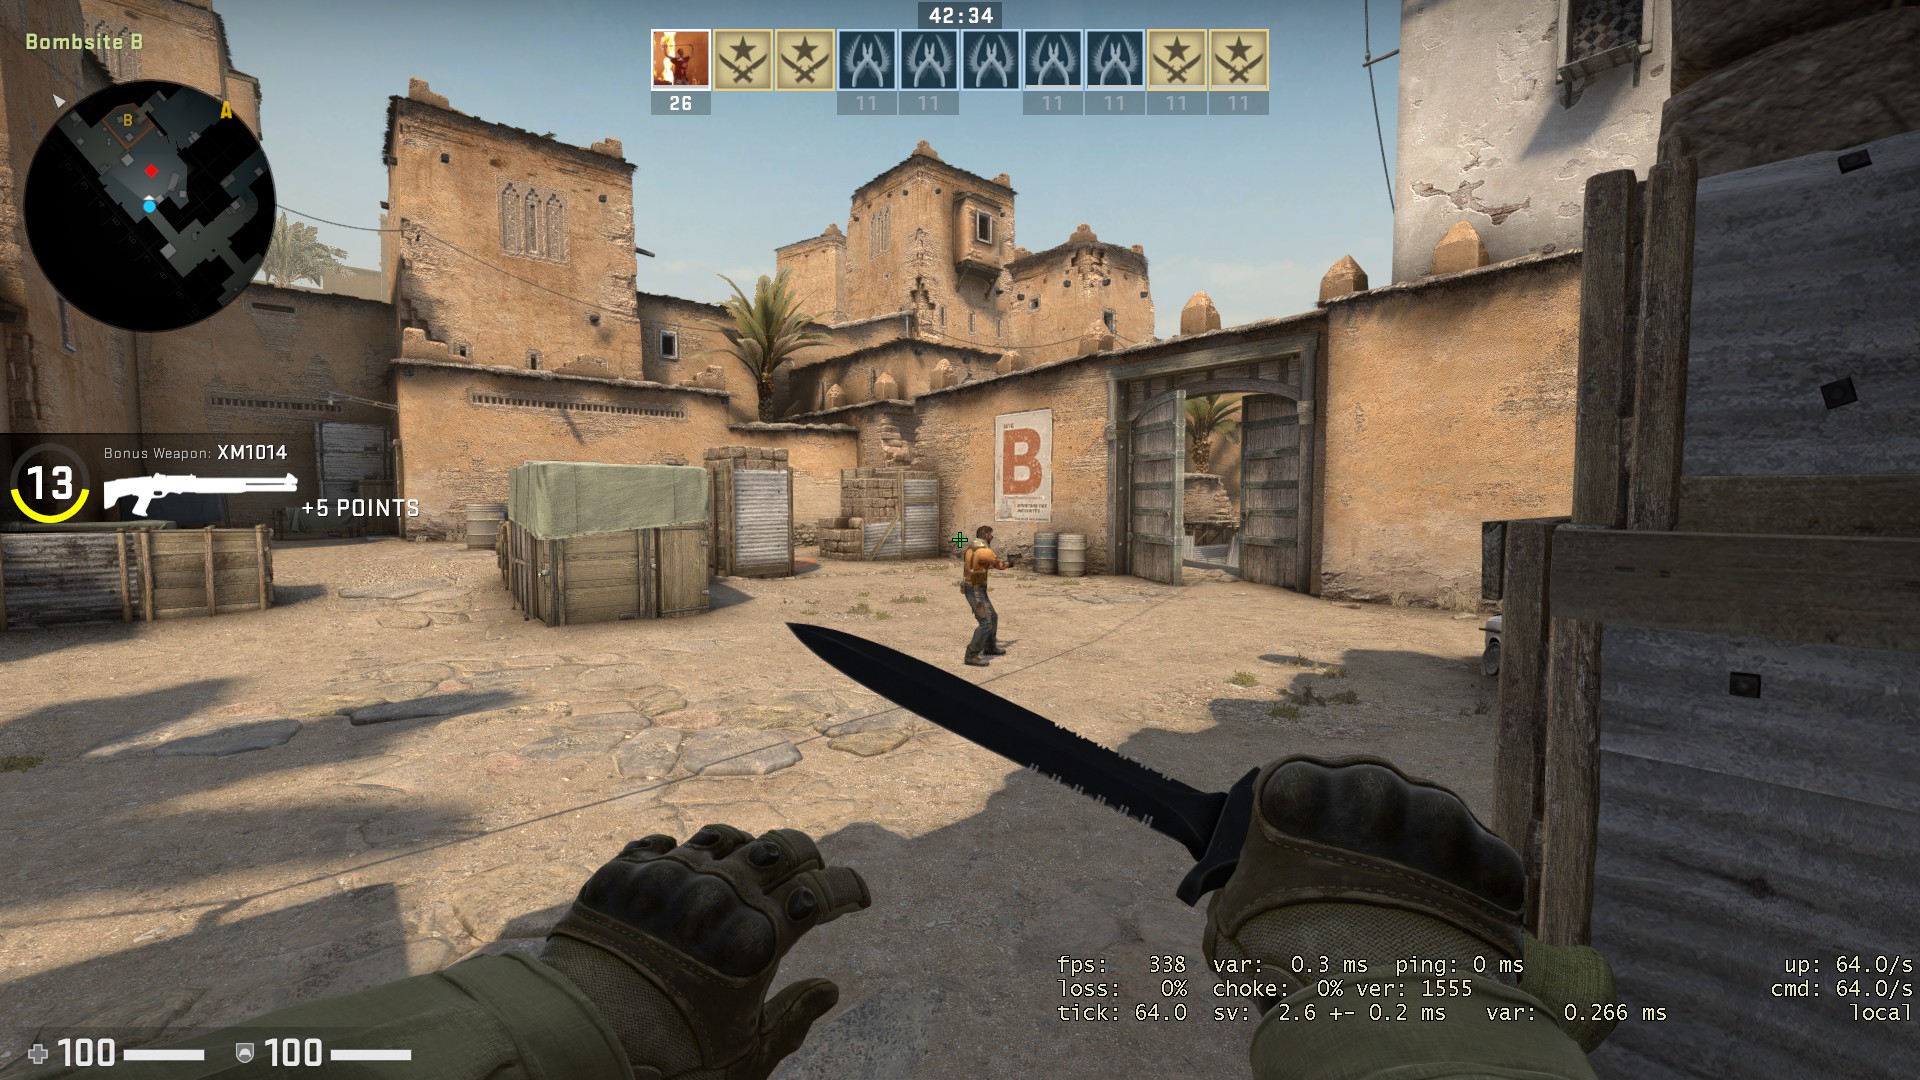 42:34
Bombsite B
B
A
26
11 11 11 11 11 11
Bonus Weapon: XM1014
13
+5 POINTS
B
fps: 338 var: 0.3 ms ping: 0 ms up: 64.0/s
loss: 0% choke: 0% ver: 1555 cmd: 64.0/s
tick: 64.0 sv: 2.6 +- 0.2 ms var: 0.266 ms local
100 100